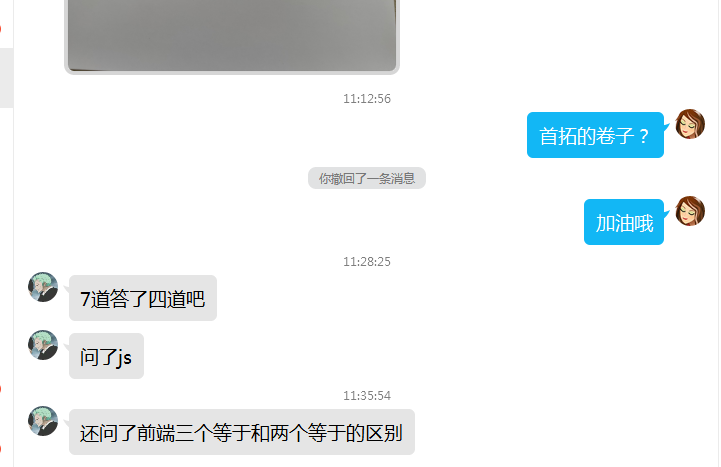 11:12:56
首拓的卷子？
你撤回了一条消息
加油哦
11:28:25
7道答了四道吧
问了js
11:35:54
还问了前端三个等于和两个等于的区别